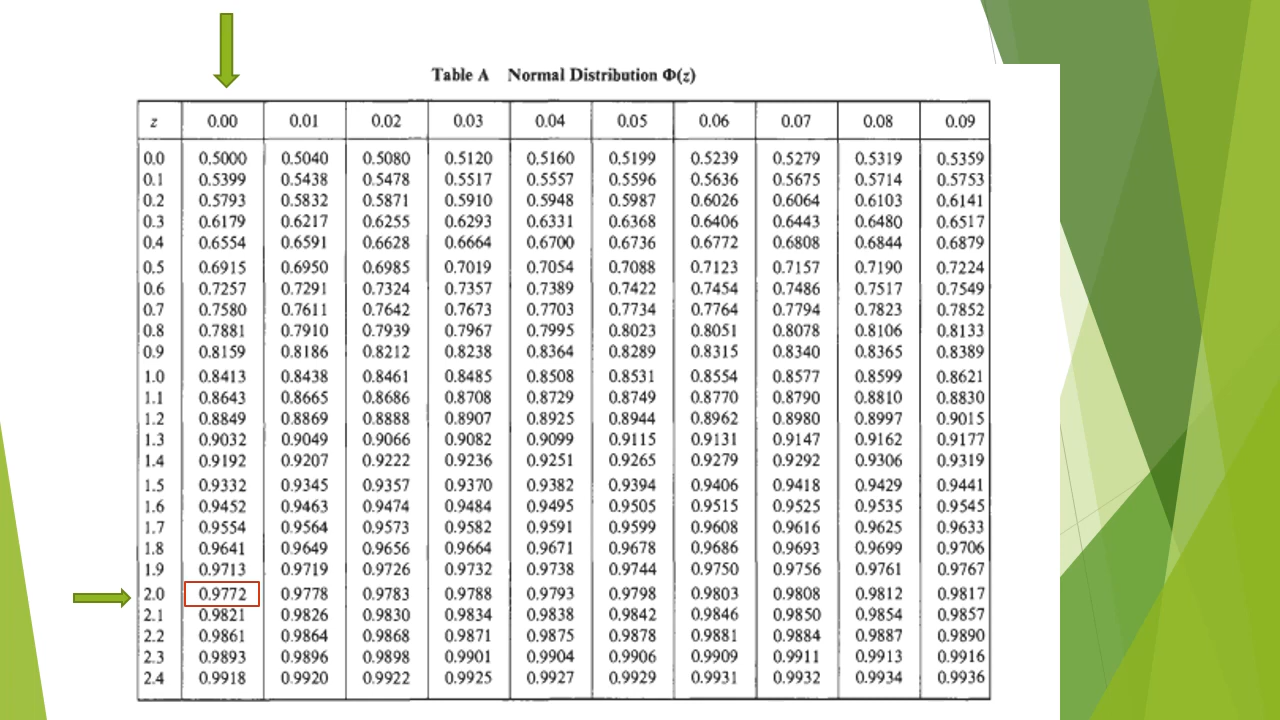 Table A Normal Distribution Φ(z)
z 0.00 0.01 0.02 0.03 0.04 0.05 0.06 0.07 0.08 0.09
0.0 0.5000 0.5040 0.5080 0.5120 0.5160 0.5199 0.5239 0.5279 0.5319 0.5359
0.1 0.5399 0.5438 0.5478 0.5517 0.5557 0.5596 0.5636 0.5675 0.5714 0.5753
0.2 0.5793 0.5832 0.5871 0.5910 0.5948 0.5987 0.6026 0.6064 0.6103 0.6141
0.3 0.6179 0.6217 0.6255 0.6293 0.6331 0.6368 0.6406 0.6443 0.6480 0.6517
0.4 0.6554 0.6591 0.6628 0.6664 0.6700 0.6736 0.6772 0.6808 0.6844 0.6879
0.5 0.6915 0.6950 0.6985 0.7019 0.7054 0.7088 0.7123 0.7157 0.7190 0.7224
0.6 0.7257 0.7291 0.7324 0.7357 0.7389 0.7422 0.7454 0.7486 0.7517 0.7549
0.7 0.7580 0.7611 0.7642 0.7673 0.7703 0.7734 0.7764 0.7794 0.7823 0.7852
0.8 0.7881 0.7910 0.7939 0.7967 0.7995 0.8023 0.8051 0.8078 0.8106 0.8133
0.9 0.8159 0.8186 0.8212 0.8238 0.8364 0.8289 0.8315 0.8340 0.8365 0.8389
1.0 0.8413 0.8438 0.8461 0.8485 0.8508 0.8531 0.8554 0.8577 0.8599 0.8621
1.1 0.8643 0.8665 0.8686 0.8708 0.8729 0.8749 0.8770 0.8790 0.8810 0.8830
1.2 0.8849 0.8869 0.8888 0.8907 0.8925 0.8944 0.8962 0.8980 0.8997 0.9015
1.3 0.9032 0.9049 0.9066 0.9082 0.9099 0.9115 0.9131 0.9147 0.9162 0.9177
1.4 0.9192 0.9207 0.9222 0.9236 0.9251 0.9265 0.9279 0.9292 0.9306 0.9319
1.5 0.9332 0.9345 0.9357 0.9370 0.9382 0.9394 0.9406 0.9418 0.9429 0.9441
1.6 0.9452 0.9463 0.9474 0.9484 0.9495 0.9505 0.9515 0.9525 0.9535 0.9545
1.7 0.9554 0.9564 0.9573 0.9582 0.9591 0.9599 0.9608 0.9616 0.9625 0.9633
1.8 0.9641 0.9649 0.9656 0.9664 0.9671 0.9678 0.9686 0.9693 0.9699 0.9706
1.9 0.9713 0.9719 0.9726 0.9732 0.9738 0.9744 0.9750 0.9756 0.9761 0.9767
2.0 0.9772 0.9778 0.9783 0.9788 0.9793 0.9798 0.9803 0.9808 0.9812 0.9817
2.1 0.9821 0.9826 0.9830 0.9834 0.9838 0.9842 0.9846 0.9850 0.9854 0.9857
2.2 0.9861 0.9864 0.9868 0.9871 0.9875 0.9878 0.9881 0.9884 0.9887 0.9890
2.3 0.9893 0.9896 0.9898 0.9901 0.9904 0.9906 0.9909 0.9911 0.9913 0.9916
2.4 0.9918 0.9920 0.9922 0.9925 0.9927 0.9929 0.9931 0.9932 0.9934 0.9936